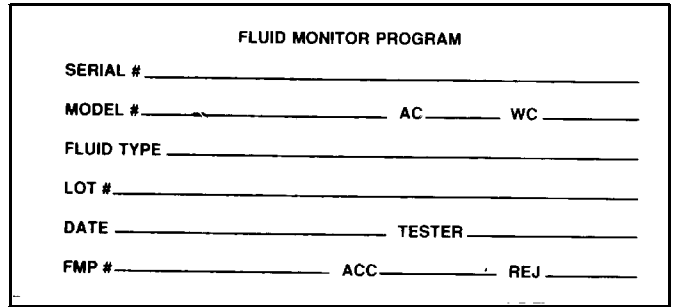 FLUID MONITOR PROGRAM
SERIAL #
MODEL # AC WC
FLUID TYPE
LOT #
DATE TESTER
FMP # ACC REJ